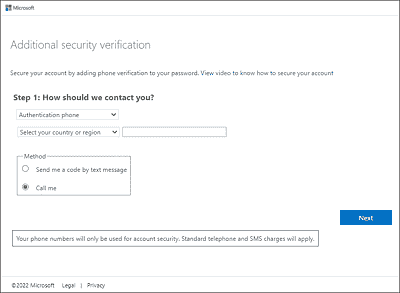 Microsoft
Additional security verification
Secure your account by adding phone verification to your password. View video to know how to secure your account
Step 1: How should we contact you?
Authentication phone
Select your country or region
Method
Send me a code by text message
Call me
Next
Your phone numbers will only be used for account security. Standard telephone and SMS charges will apply.
©2022 Microsoft Legal | Privacy